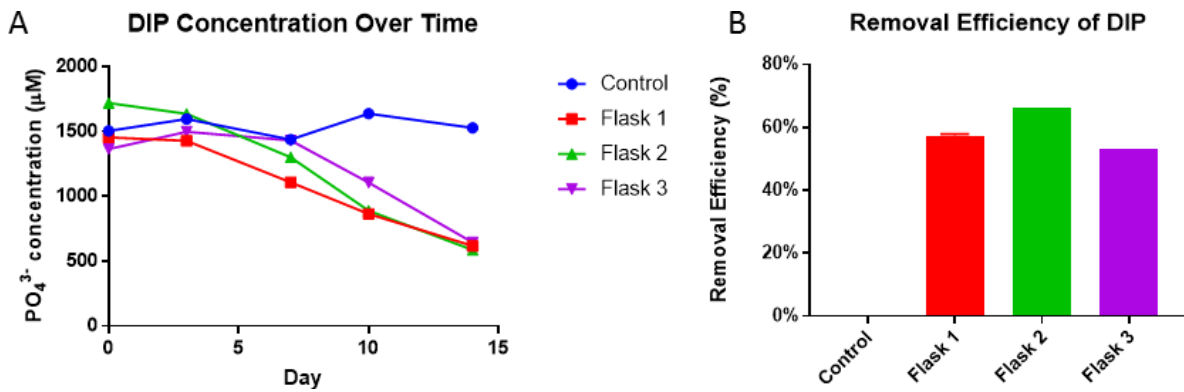 A
DIP Concentration Over Time
PO₄³⁻ concentration (µM)
2000
1500
1000
500
0
0 5 10 15
Day
Control
Flask 1
Flask 2
Flask 3
B
Removal Efficiency of DIP
Removal Efficiency (%)
80%
60%
40%
20%
0%
Control
Flask 1
Flask 2
Flask 3